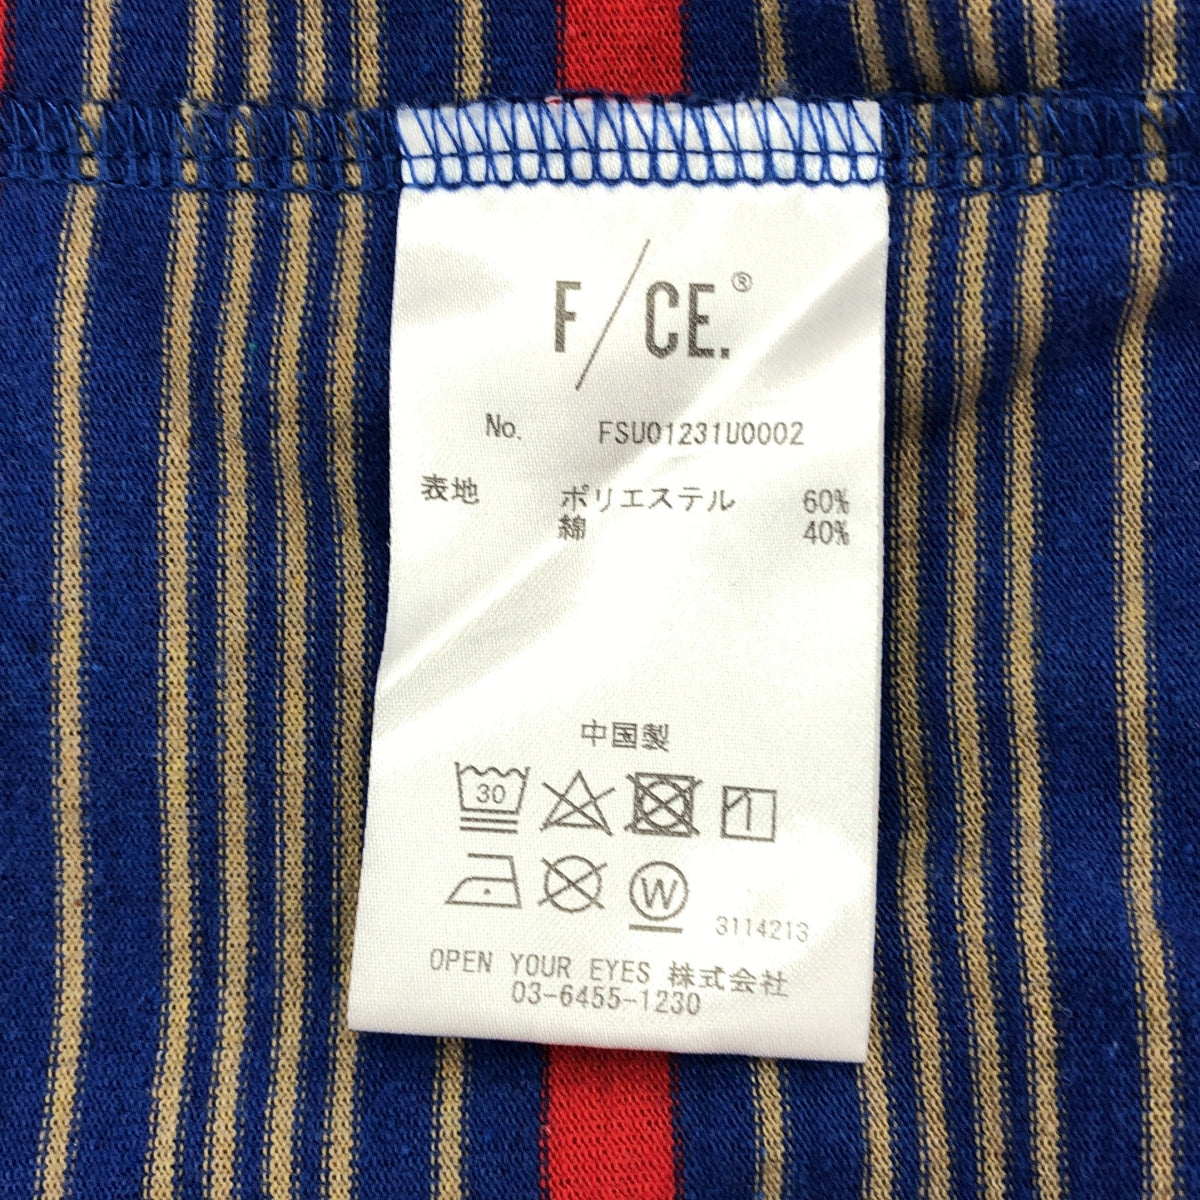 F/CE.®
No. FSU01231U0002
表地 ポリエステル 60%
綿 40%
中国製
30
W
3114213
OPEN YOUR EYES 株式会社
03-6455-1230